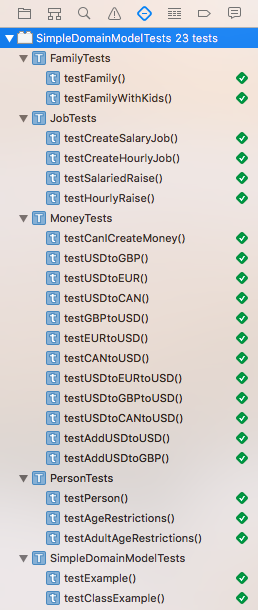 SimpleDomainModelTests 23 tests
T FamilyTests
t testFamily()
t testFamilyWithKids()
T JobTests
t testCreateSalaryJob()
t testCreateHourlyJob()
t testSalariedRaise()
t testHourlyRaise()
T MoneyTests
t testCanICreateMoney()
t testUSDtoGBP()
t testUSDtoEUR()
t testUSDtoCAN()
t testGBPtoUSD()
t testEURtoUSD()
t testCANtoUSD()
t testUSDtoEURtoUSD()
t testUSDtoGBPtoUSD()
t testUSDtoCANtoUSD()
t testAddUSDtoUSD()
t testAddUSDtoGBP()
T PersonTests
t testPerson()
t testAgeRestrictions()
t testAdultAgeRestrictions()
T SimpleDomainModelTests
t testExample()
t testClassExample()